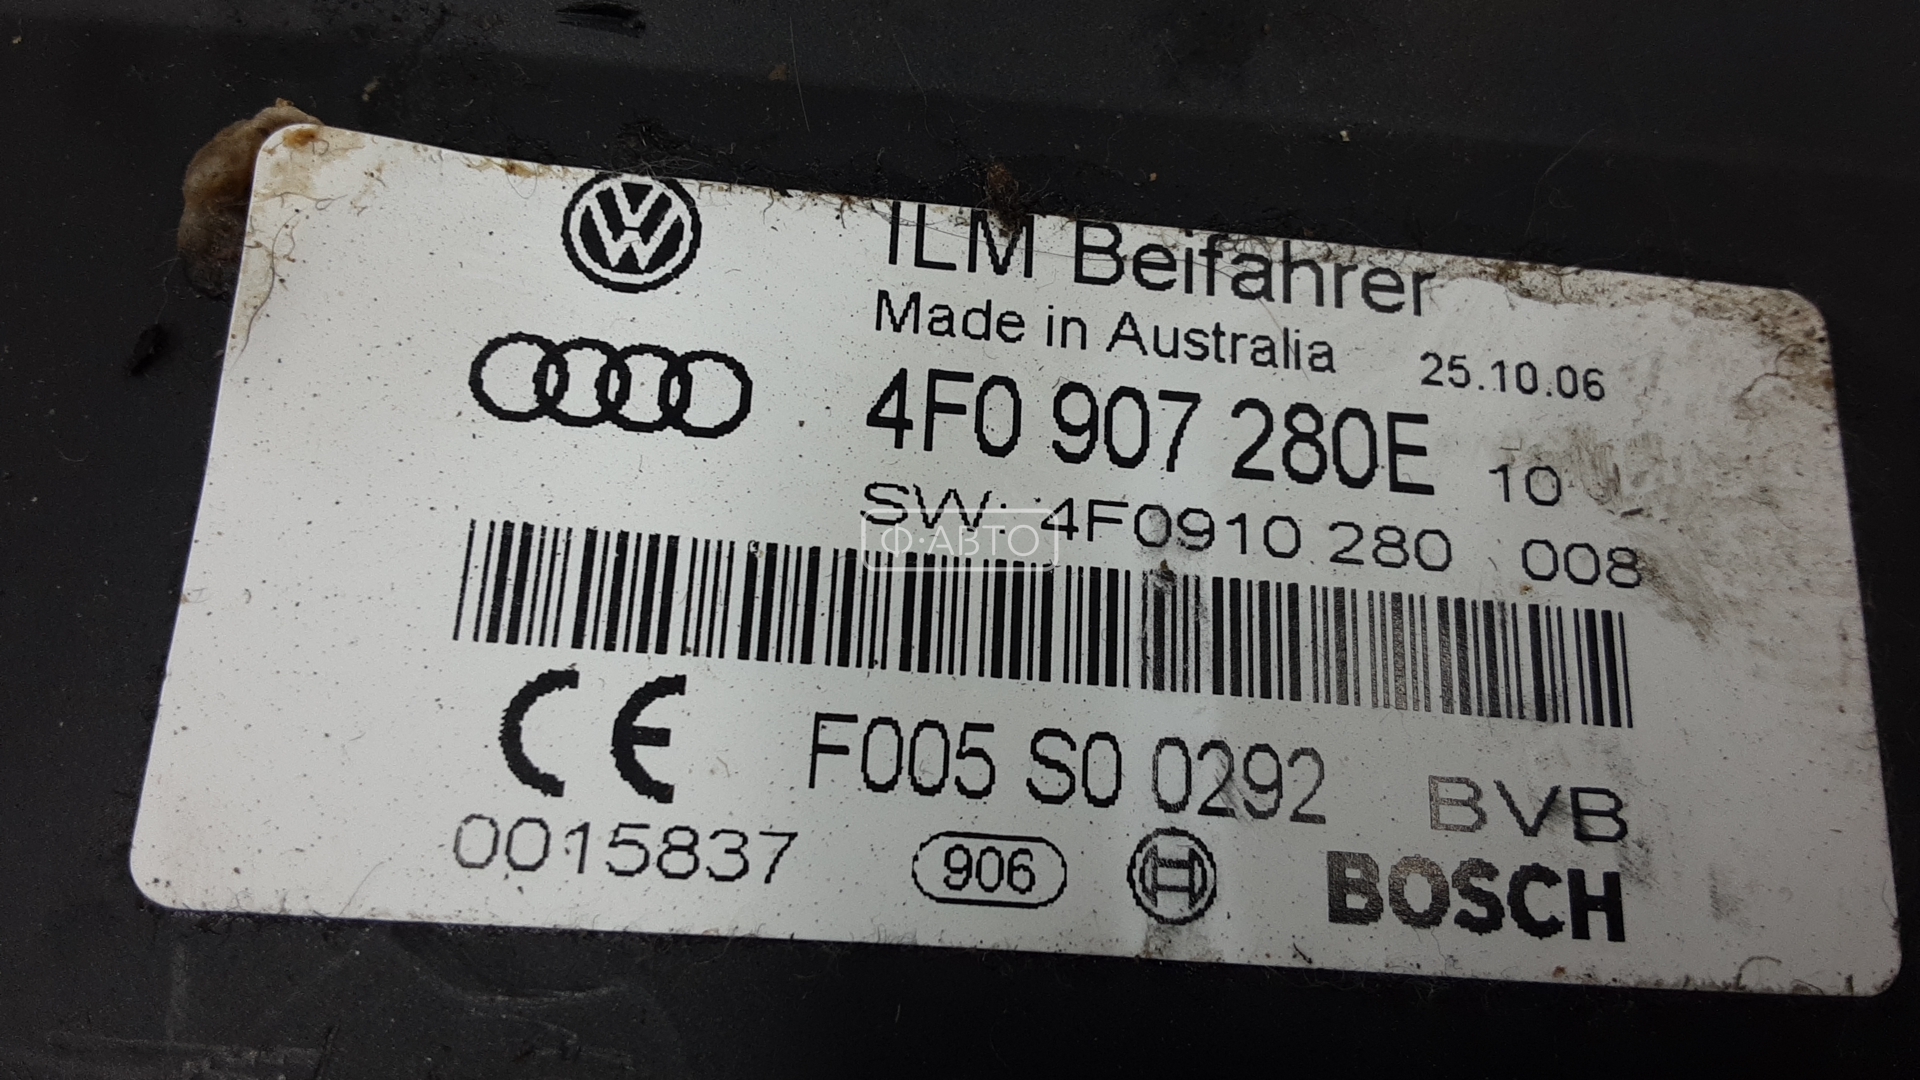 ILM Beifahrer
Made in Australia 25.10.06
4F0 907 280E 10
SW: 4F0910 280 008
Ф·АВТО
CE F005 S0 0292 BVB
0015837 906 BOSCH